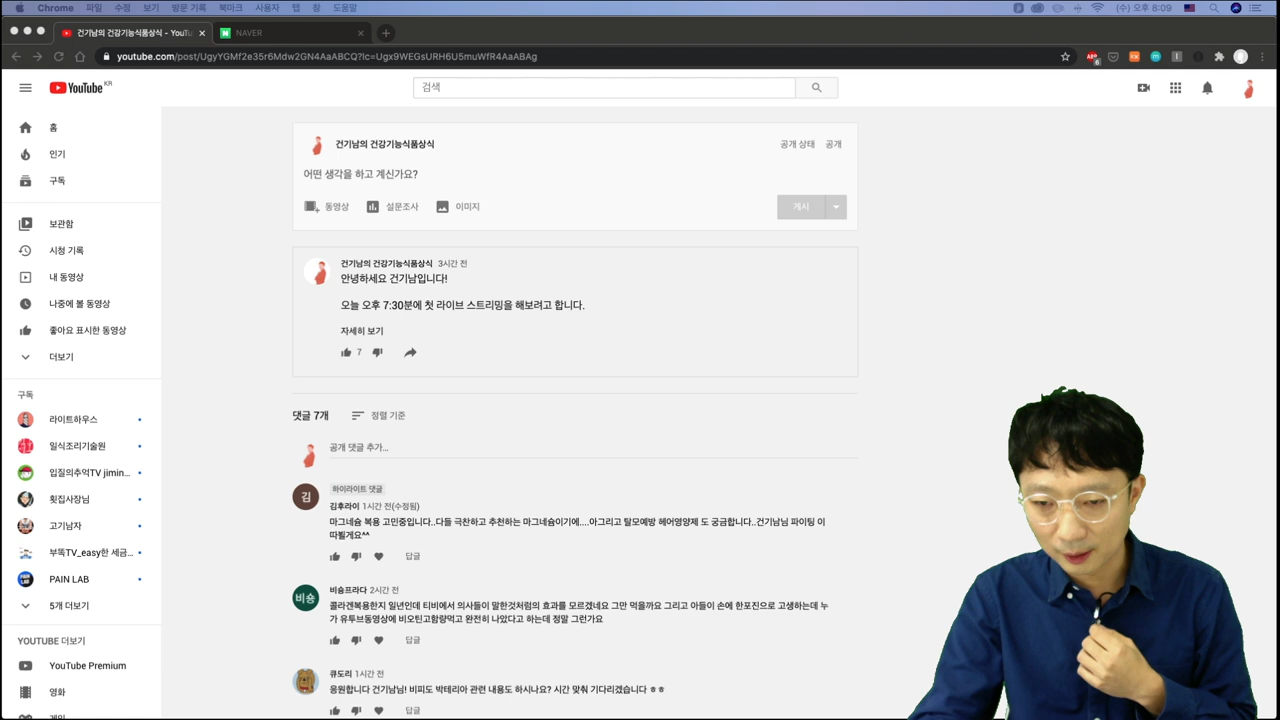 Chrome 파일 수정 보기 방문 기록 북마크 사용자 탭 창 도움말
(수) 오후 8:09
건기남의 건강기능식품상식 - YouTu
NAVER
youtube.com/post/UgyYGMf2e35r6Mdw2GN4AaABCQ?lc=Ugx9WEGsURH6U5muWfR4AaABAg
YouTube KR
검색
홈
인기
구독
보관함
시청 기록
내 동영상
나중에 볼 동영상
좋아요 표시한 동영상
더보기
구독
라이트하우스
일식조리기술원
입질의추억TV jimin...
횟집사장님
고기남자
부똑TV_easy한 세금...
PAIN LAB
5개 더보기
YOUTUBE 더보기
YouTube Premium
영화
건기남의 건강기능식품상식
공개 상태 공개
어떤 생각을 하고 계신가요?
동영상 설문조사 이미지
게시
건기남의 건강기능식품상식 3시간 전
안녕하세요 건기남입니다!
오늘 오후 7:30분에 첫 라이브 스트리밍을 해보려고 합니다.
자세히 보기
7
댓글 7개 정렬 기준
공개 댓글 추가...
하이라이트 댓글
김
김후라이 1시간 전(수정됨)
마그네슘 복용 고민중입니다..다들 극찬하고 추천하는 마그네슘이기에....아그리고 탈모예방 헤어영양제 도 궁금합니다..건기남님 파이팅 이
따뵐게요^^
답글
비숑
비숑프라다 2시간 전
콜라겐복용한지 일년인데 티비에서 의사들이 말한것처럼의 효과를 모르겠네요 그만 먹을까요 그리고 아들이 손에 한포진으로 고생하는데 누
가 유투브동영상에 비오틴고함량먹고 완전히 나았다고 하는데 정말 그런가요
답글
큐도리 1시간 전
응원합니다 건기남님! 비피도 박테리아 관련 내용도 하시나요? 시간 맞춰 기다리겠습니다 ㅎㅎ
답글